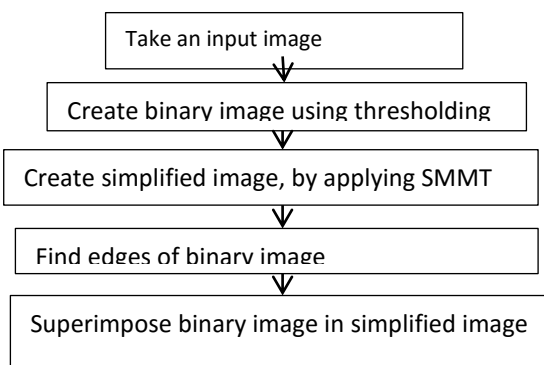 Take an input image
Create binary image using thresholding
Create simplified image, by applying SMMT
Find edges of binary image
Superimpose binary image in simplified image